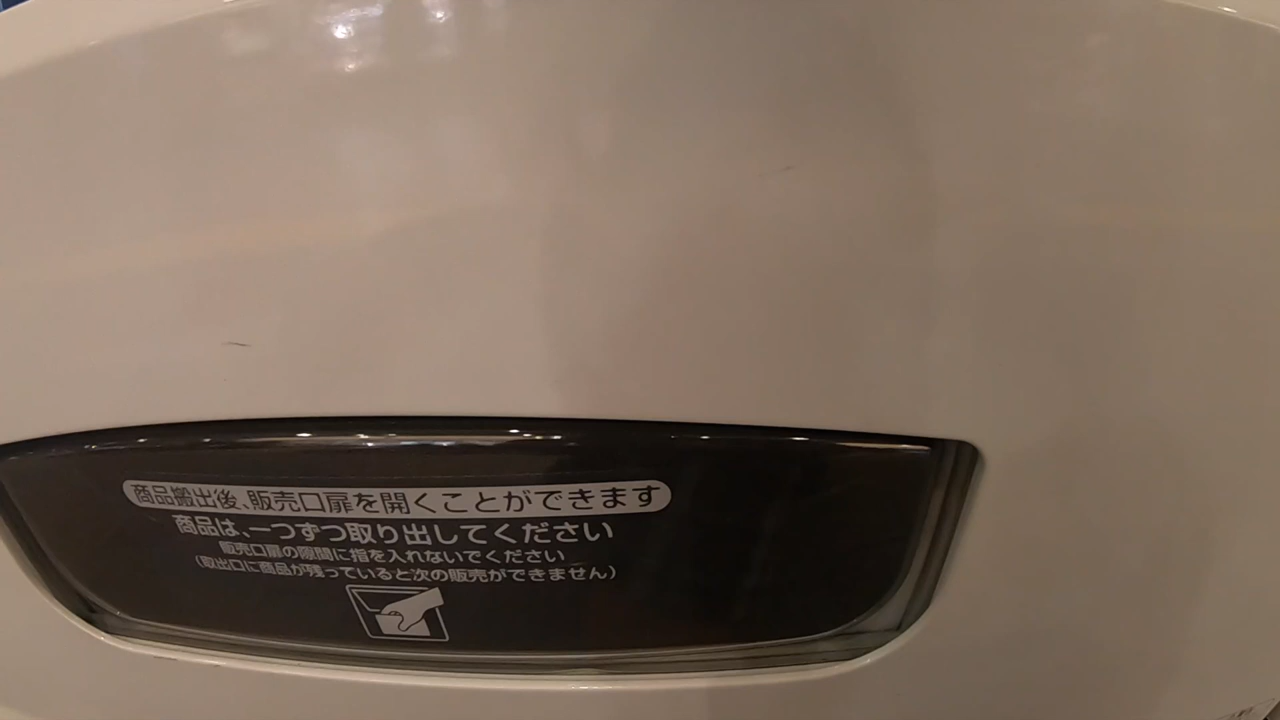 商品搬出後、販売口扉を開くことができます
商品は、一つずつ取り出してください
販売口扉の隙間に指を入れないでください
(取出口に商品が残っていると次の販売ができません)